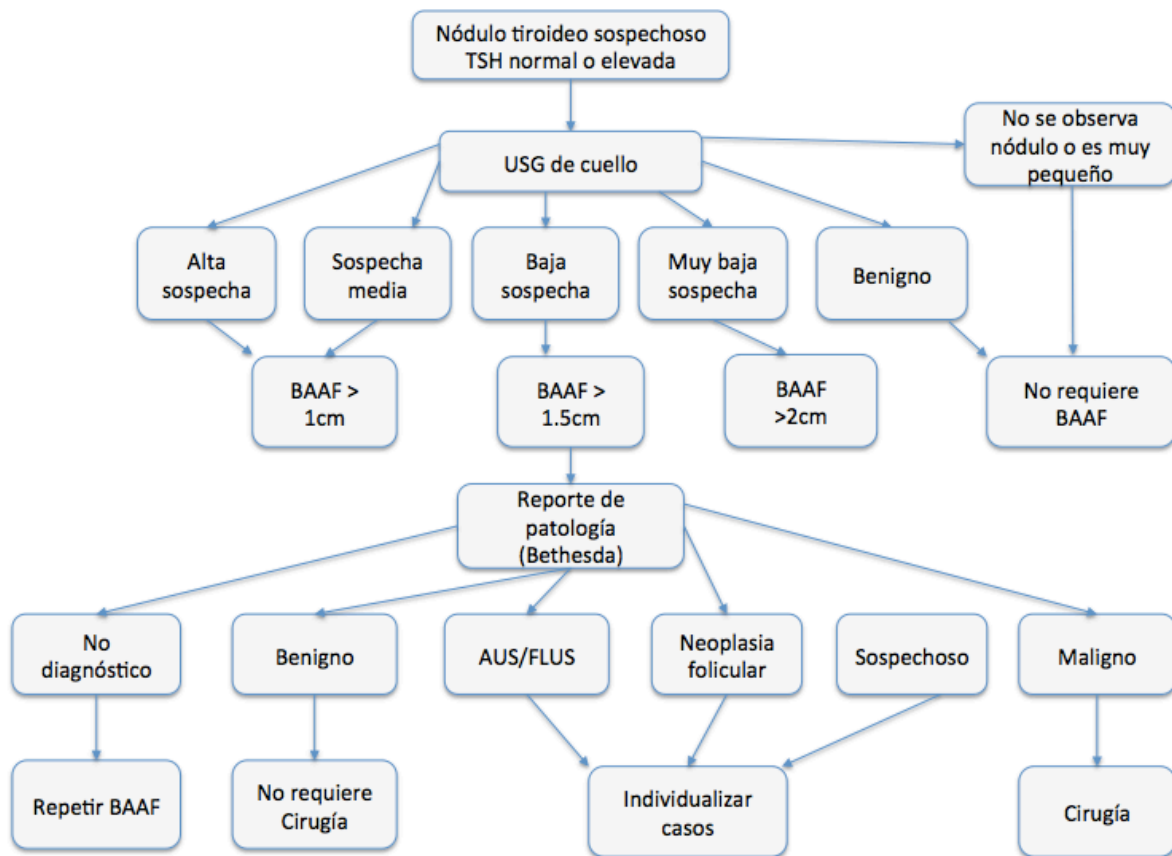 Nódulo tiroideo sospechoso
TSH normal o elevada
No se observa
nódulo o es muy
pequeño
USG de cuello
Alta
sospecha
Sospecha
media
Baja
sospecha
Muy baja
sospecha
Benigno
BAAF >
1cm
BAAF >
1.5cm
BAAF
>2cm
No requiere
BAAF
Reporte de
patología
(Bethesda)
No
diagnóstico
Benigno
AUS/FLUS
Neoplasia
folicular
Sospechoso
Maligno
Repetir BAAF
No requiere
Cirugía
Individualizar
casos
Cirugía